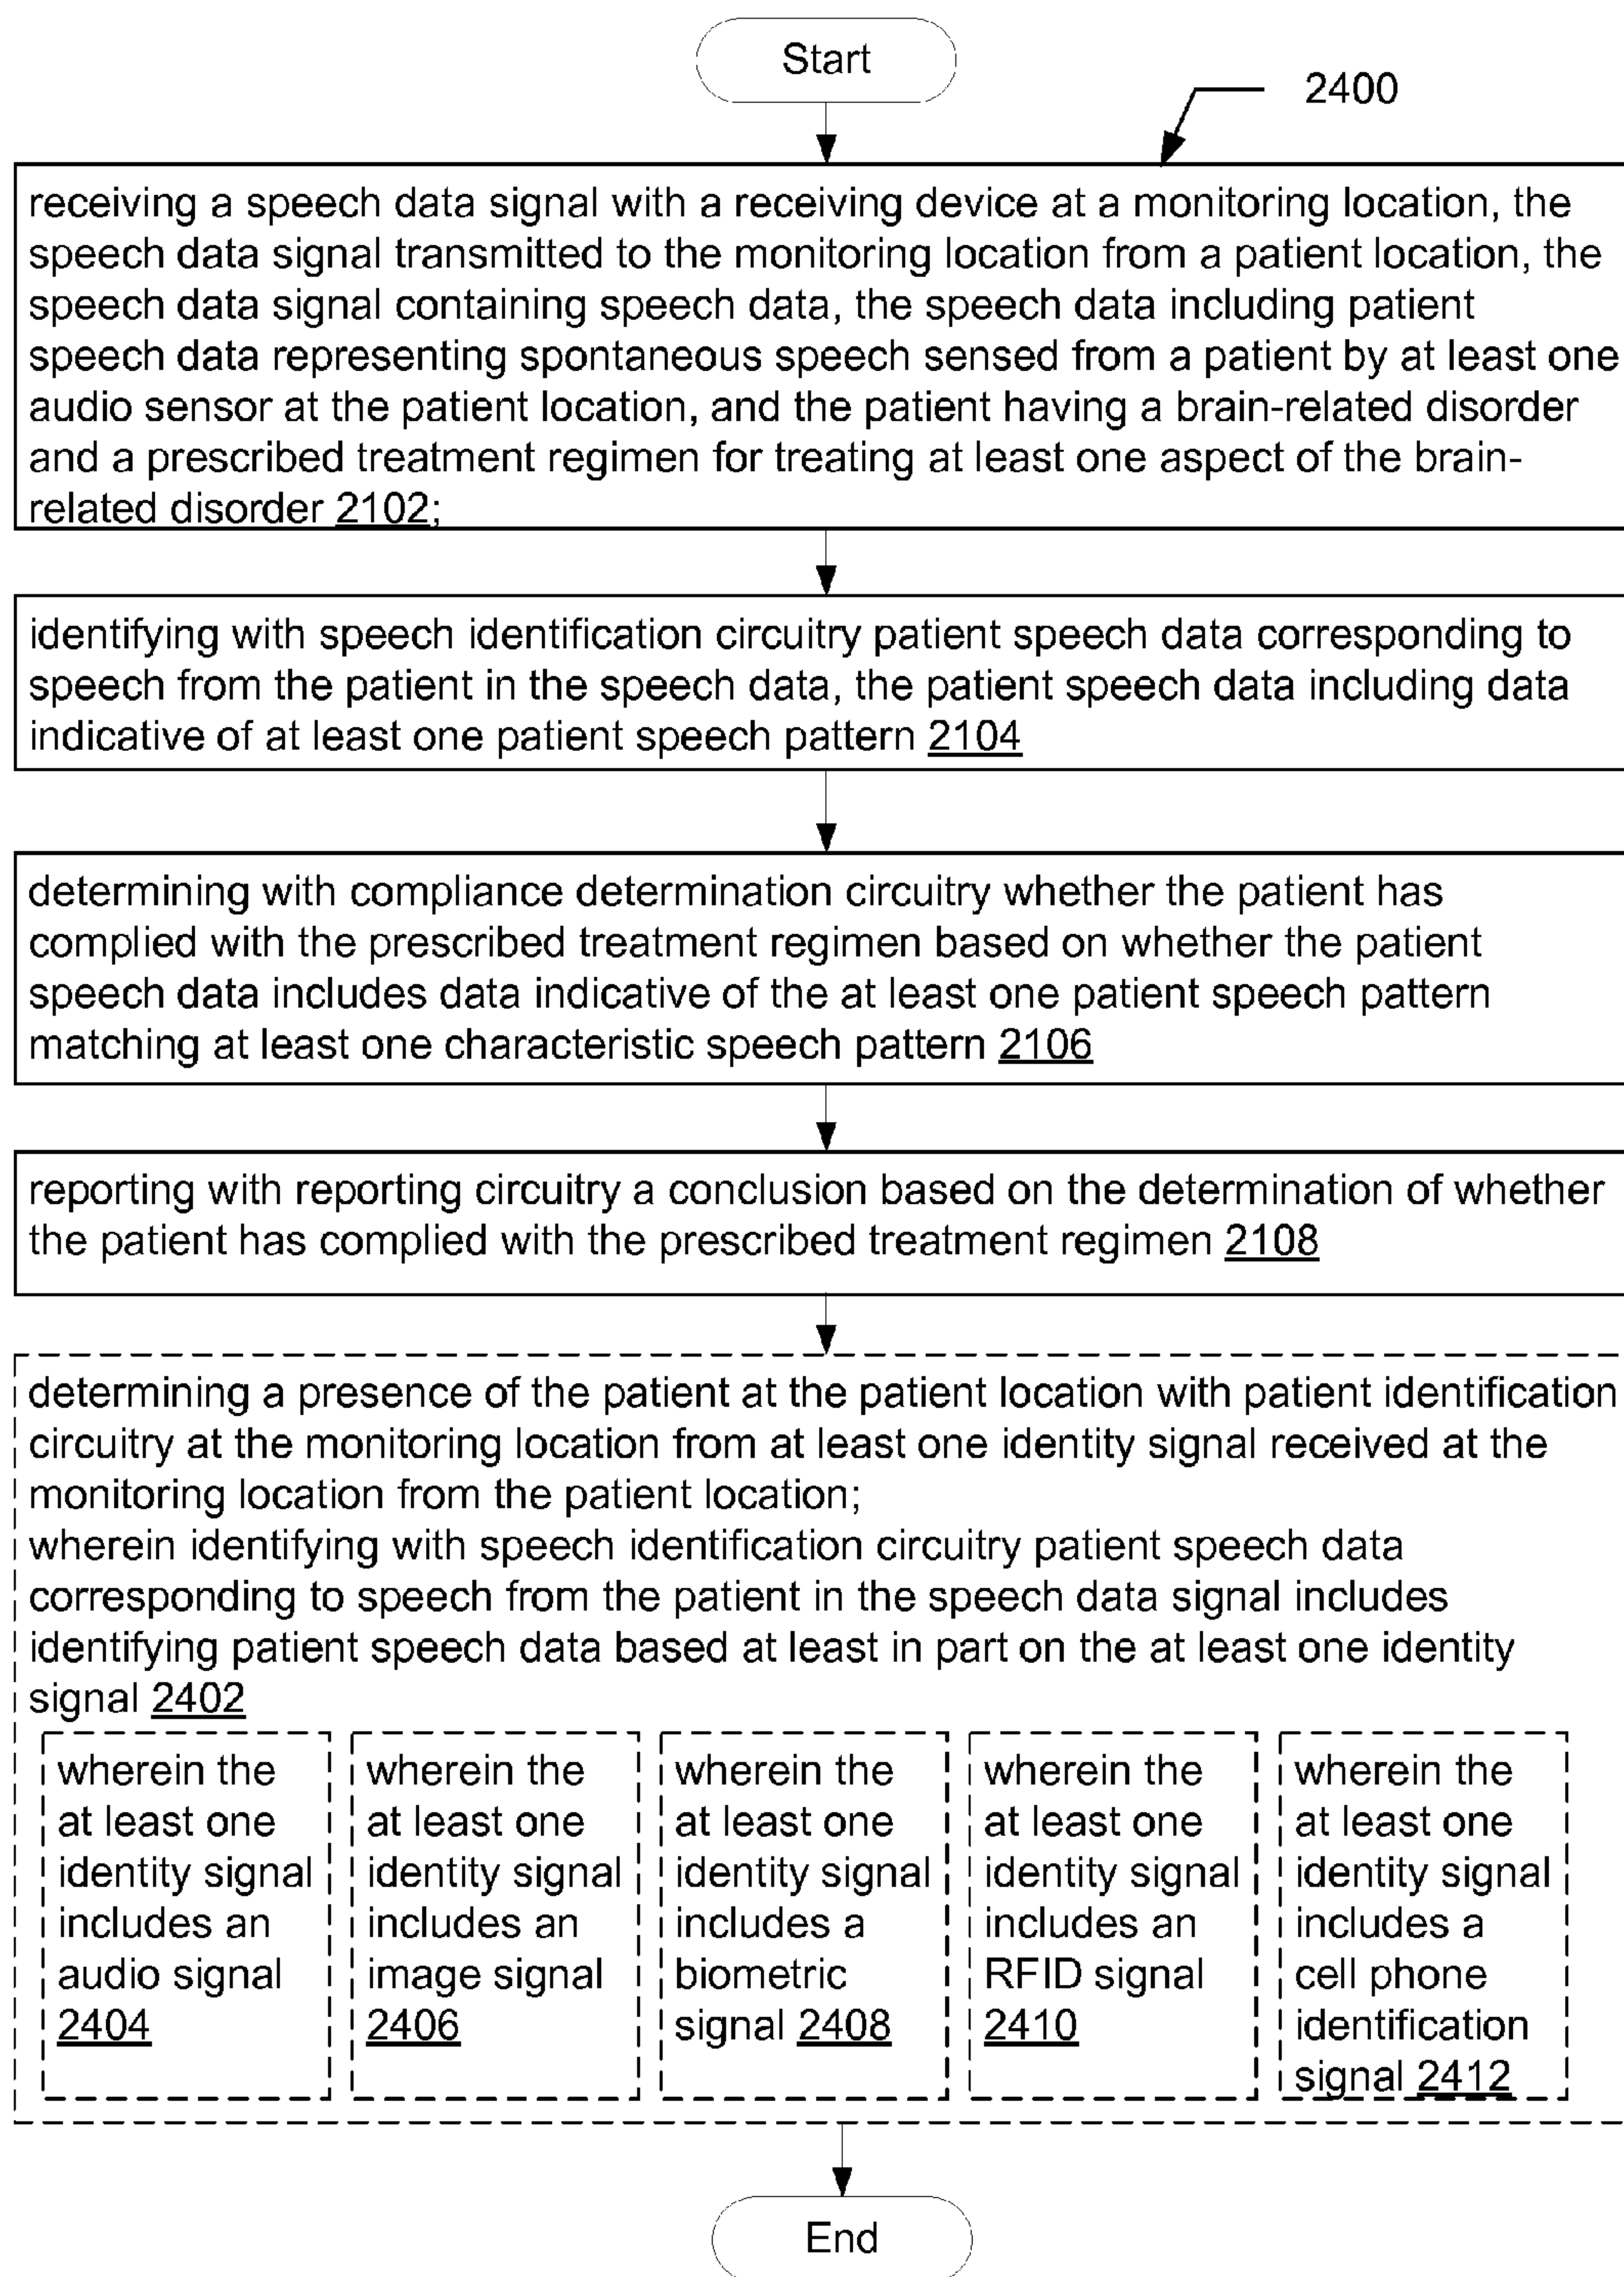 Start
2400
receiving a speech data signal with a receiving device at a monitoring location, the
speech data signal transmitted to the monitoring location from a patient location, the
speech data signal containing speech data, the speech data including patient
speech data representing spontaneous speech sensed from a patient by at least one
audio sensor at the patient location, and the patient having a brain-related disorder
and a prescribed treatment regimen for treating at least one aspect of the brain-
related disorder 2102;
identifying with speech identification circuitry patient speech data corresponding to
speech from the patient in the speech data, the patient speech data including data
indicative of at least one patient speech pattern 2104
determining with compliance determination circuitry whether the patient has
complied with the prescribed treatment regimen based on whether the patient
speech data includes data indicative of the at least one patient speech pattern
matching at least one characteristic speech pattern 2106
reporting with reporting circuitry a conclusion based on the determination of whether
the patient has complied with the prescribed treatment regimen 2108
determining a presence of the patient at the patient location with patient identification
circuitry at the monitoring location from at least one identity signal received at the
monitoring location from the patient location;
wherein identifying with speech identification circuitry patient speech data
corresponding to speech from the patient in the speech data signal includes
identifying patient speech data based at least in part on the at least one identity
signal 2402
wherein the
at least one
identity signal
includes an
audio signal
2404
wherein the
at least one
identity signal
includes an
image signal
2406
wherein the
at least one
identity signal
includes a
biometric
signal 2408
wherein the
at least one
identity signal
includes an
RFID signal
2410
wherein the
at least one
identity signal
includes a
cell phone
identification
signal 2412
End